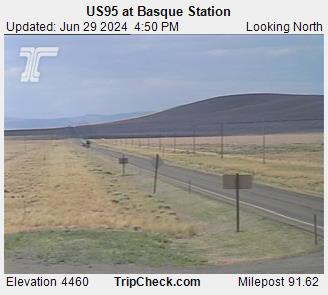 US95 at Basque Station
Updated: Jun 29 2024 4:50 PM Looking North
Elevation 4460 TripCheck.com Milepost 91.62